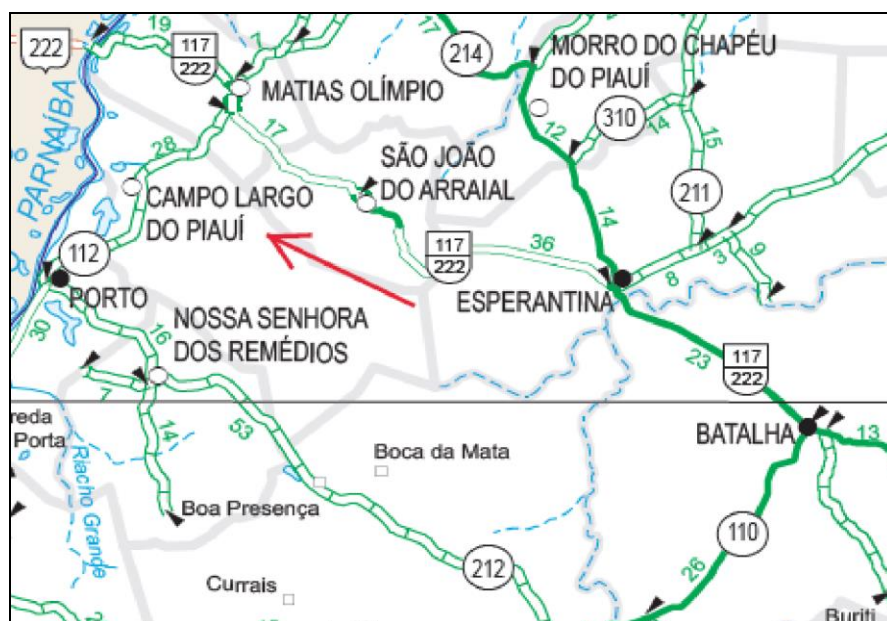 222
19
117
222
7
17
214
MORRO DO CHAPÉU
DO PIAUÍ
MATIAS OLÍMPIO
PARNAÍBA
28
17
12
310
14
15
SÃO JOÃO
DO ARRAIAL
CAMPO LARGO
DO PIAUÍ
211
14
112
117
222
36
8
3
9
PORTO
ESPERANTINA
30
NOSSA SENHORA
DOS REMÉDIOS
16
23
117
222
7
53
14
reda
Porta
Riacho Grande
Boca da Mata
BATALHA
13
Boa Presença
110
212
26
Currais
Buriti